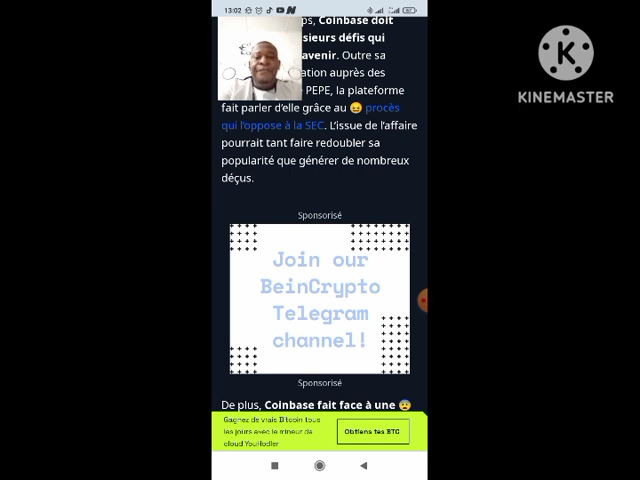 13:02
ps, Coinbase doit
sieurs défis qui
avenir. Outre sa
ation auprès des
PEPE, la plateforme
fait parler d'elle grâce au 😖 procès
qui l'oppose à la SEC. L'issue de l'affaire
pourrait tant faire redoubler sa
popularité que générer de nombreux
déçus.
Sponsorisé
Join our
BeinCrypto
Telegram
channel!
Sponsorisé
De plus, Coinbase fait face à une 😨
Gagnez de vrais Bitcoin tous
les jours avec le mineur de
cloud YouHodler
Obtiens tes BTC
K
KINEMASTER